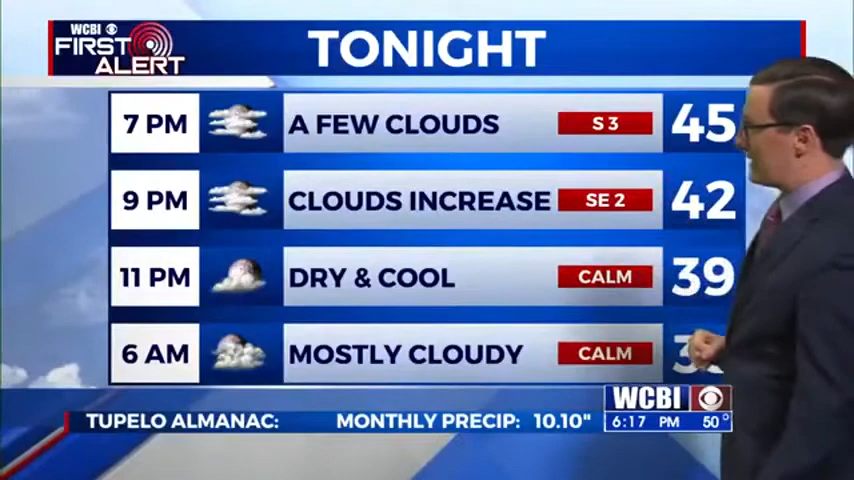 WCBI
FIRST
ALERT
TONIGHT
7 PM A FEW CLOUDS S 3 45
9 PM CLOUDS INCREASE SE 2 42
11 PM DRY & COOL CALM 39
6 AM MOSTLY CLOUDY CALM
WCBI
TUPELO ALMANAC: MONTHLY PRECIP: 10.10" 6:17 PM 50°